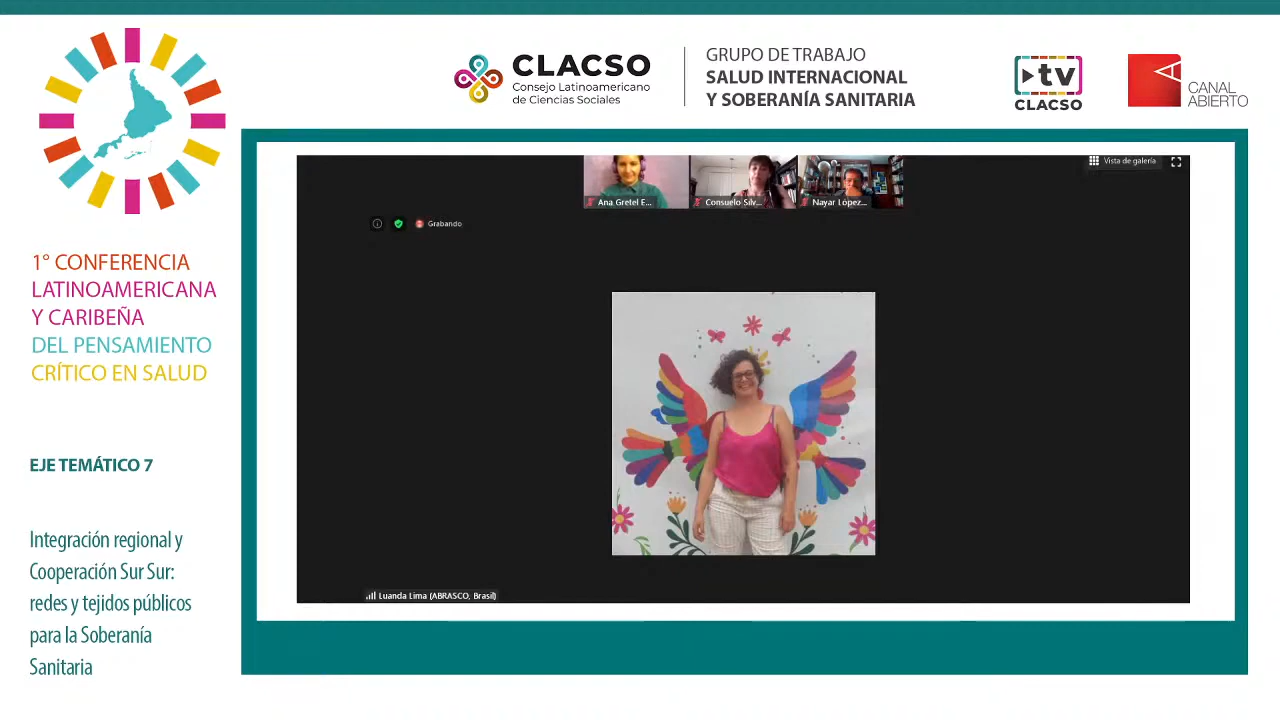 CLACSO
Consejo Latinoamericano
de Ciencias Sociales
GRUPO DE TRABAJO
SALUD INTERNACIONAL
Y SOBERANÍA SANITARIA
tv
CLACSO
CANAL
ABIERTO
1° CONFERENCIA
LATINOAMERICANA
Y CARIBEÑA
DEL PENSAMIENTO
CRÍTICO EN SALUD
EJE TEMÁTICO 7
Integración regional y
Cooperación Sur Sur:
redes y tejidos públicos
para la Soberanía
Sanitaria
Vista de galería
Ana Gretel E...
Consuelo Silv...
Nayar López...
Grabando
Luanda Lima (ABRASCO, Brasil)